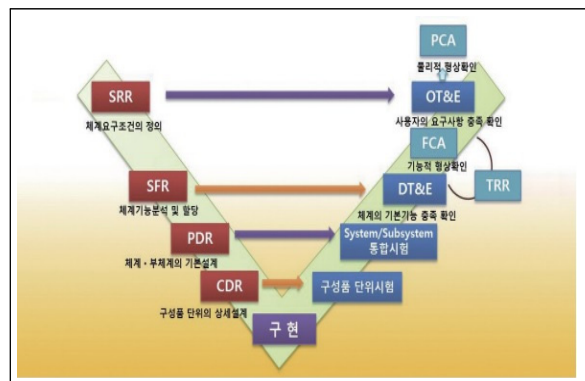 PCA
물리적 형상확인
SRR
OT&E
체계요구조건의 정의
사용자의 요구사항 충족 확인
FCA
기능적 형상확인
SFR
DT&E
TRR
체계기능분석 및 할당
체계의 기본기능 충족 확인
PDR
System/Subsystem
통합시험
체계·부체계의 기본설계
CDR
구성품 단위시험
구성품 단위의 상세설계
구 현